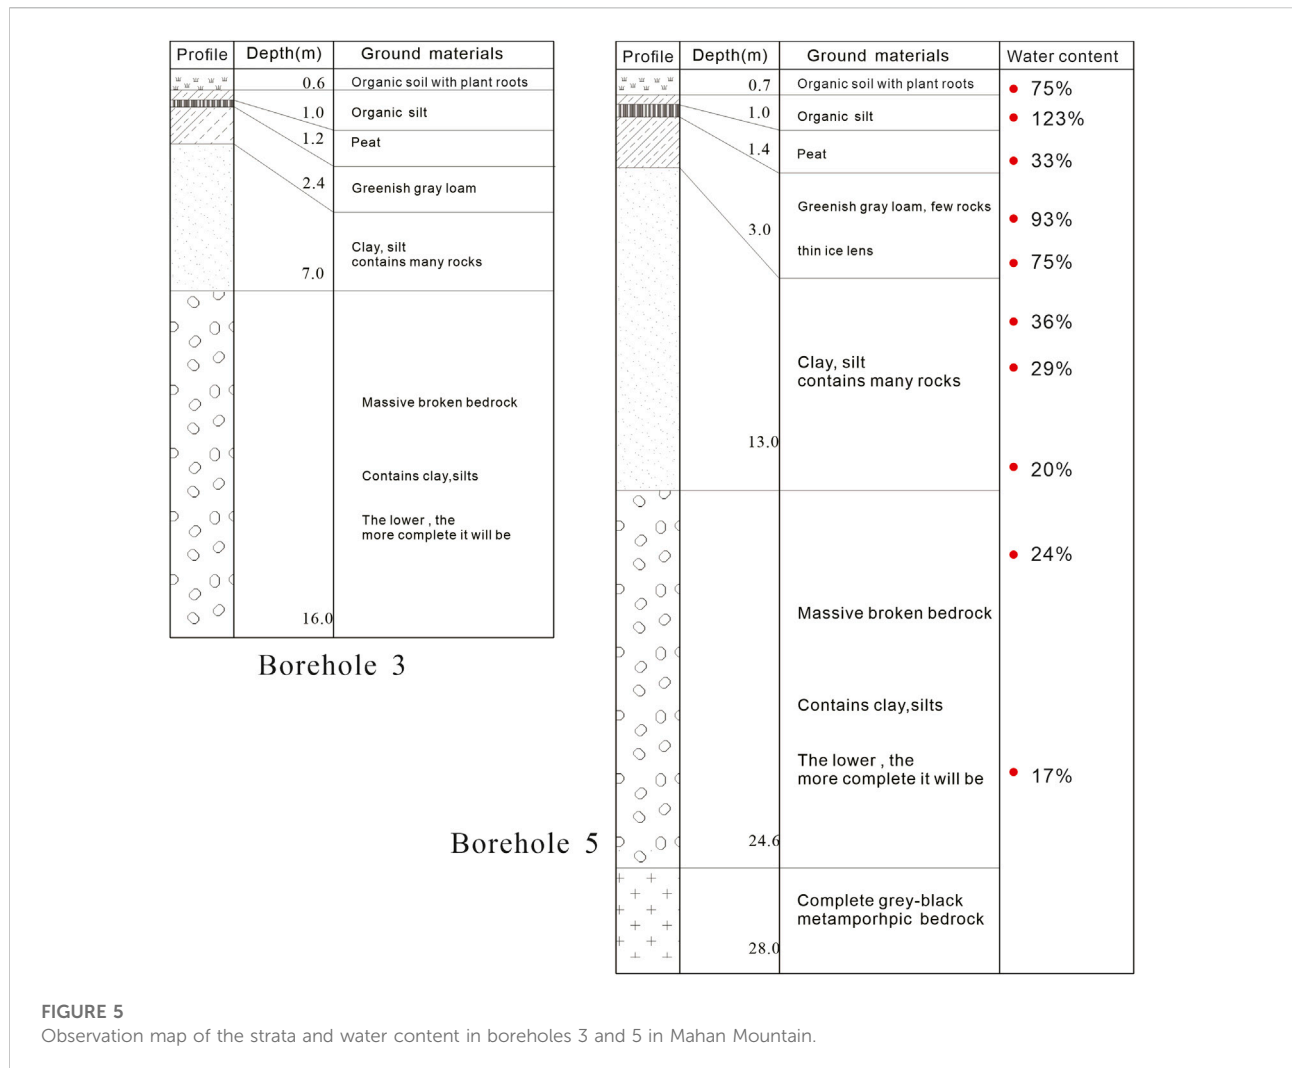 Profile Depth(m) Ground materials
0.6 Organic soil with plant roots
1.0 Organic silt
1.2 Peat
2.4 Greenish gray loam
Clay, silt
contains many rocks
7.0
Massive broken bedrock
Contains clay,silts
The lower , the
more complete it will be
16.0
Borehole 3
Profile Depth(m) Ground materials Water content
0.7 Organic soil with plant roots 75%
1.0 Organic silt 123%
1.4 Peat 33%
Greenish gray loam, few rocks 93%
3.0
thin ice lens 75%
36%
Clay, silt 29%
contains many rocks
13.0
20%
24%
Massive broken bedrock
Contains clay,silts
The lower , the
more complete it will be 17%
24.6
Borehole 5
Complete grey-black
metamporhpic bedrock
28.0
FIGURE 5
Observation map of the strata and water content in boreholes 3 and 5 in Mahan Mountain.